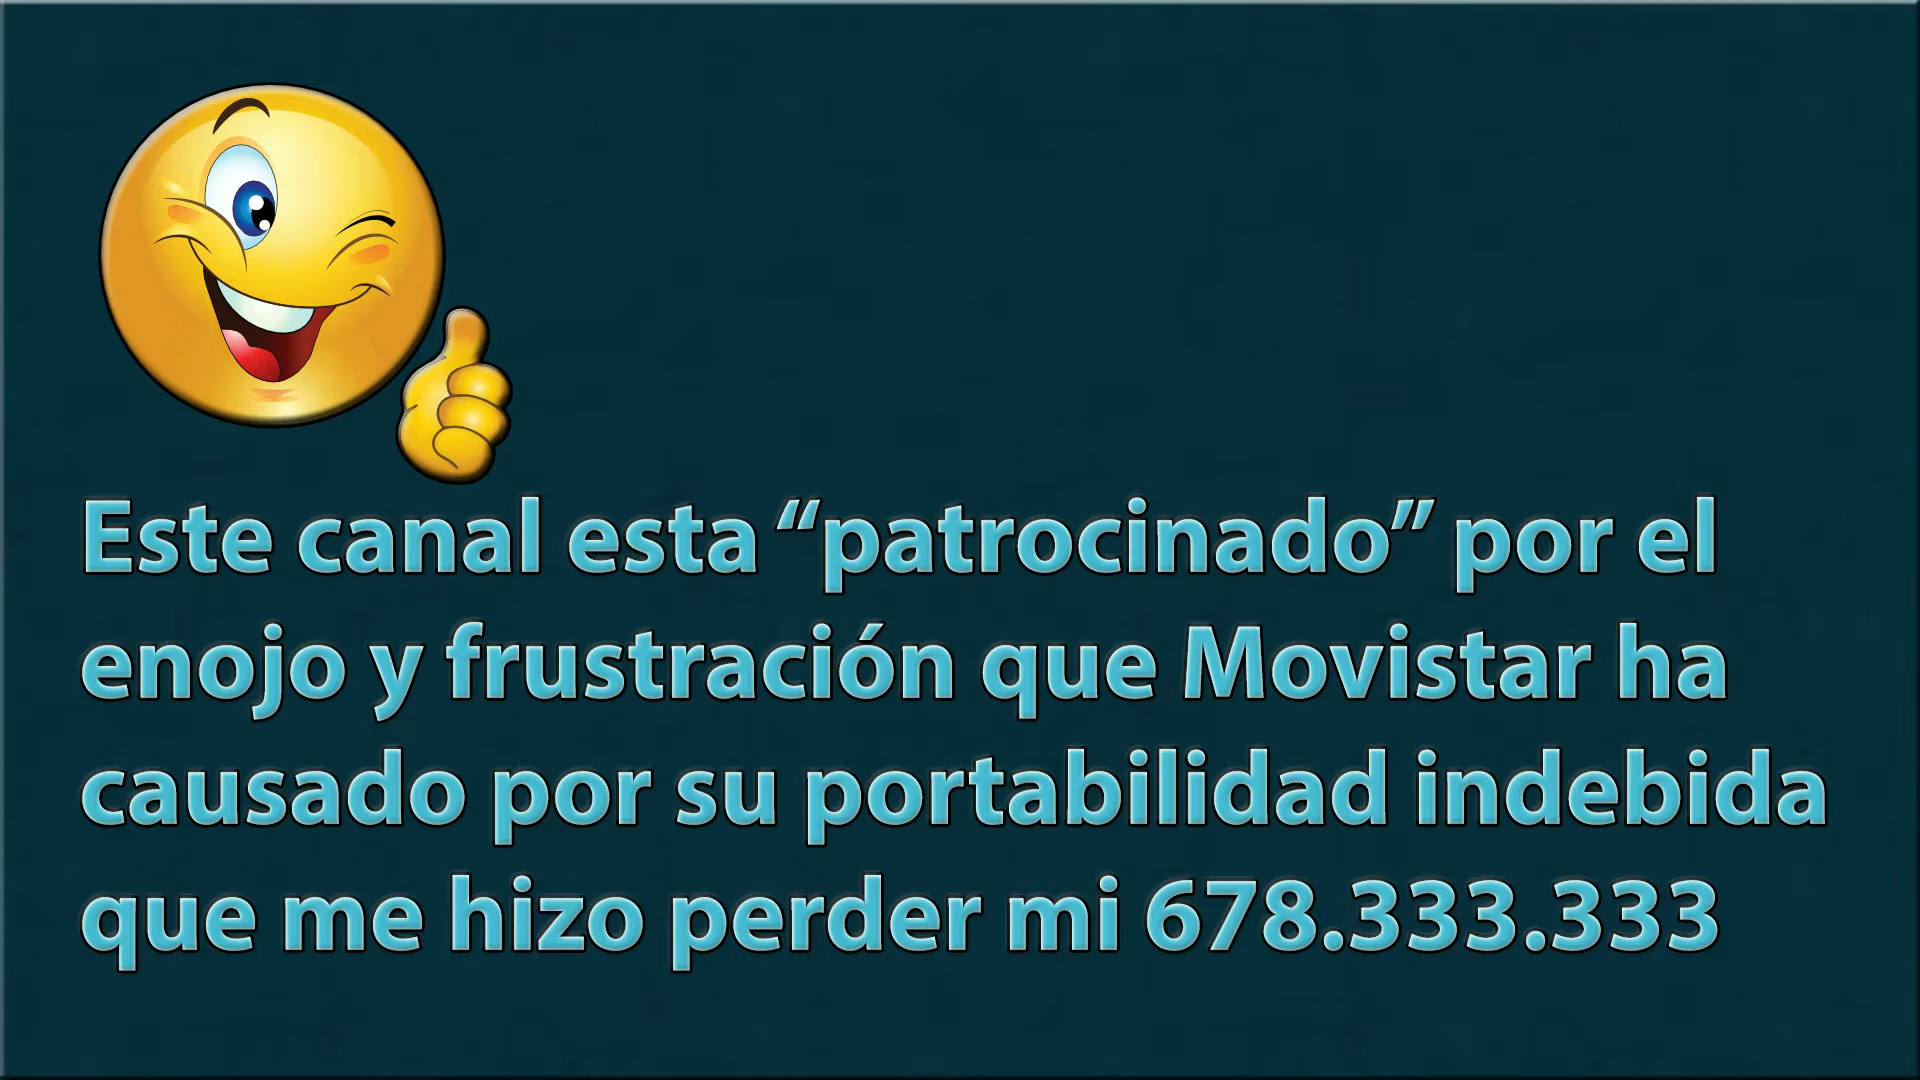 Este canal esta “patrocinado” por el
enojo y frustración que Movistar ha
causado por su portabilidad indebida
que me hizo perder mi 678.333.333